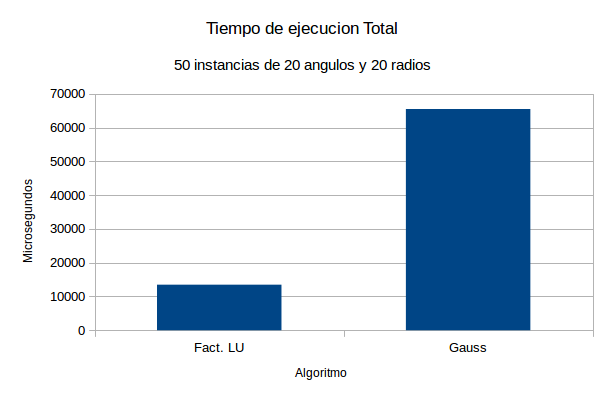 Tiempo de ejecucion Total
50 instancias de 20 angulos y 20 radios
70000
60000
50000
40000
30000
20000
10000
0
Microsegundos
Fact. LU
Gauss
Algoritmo